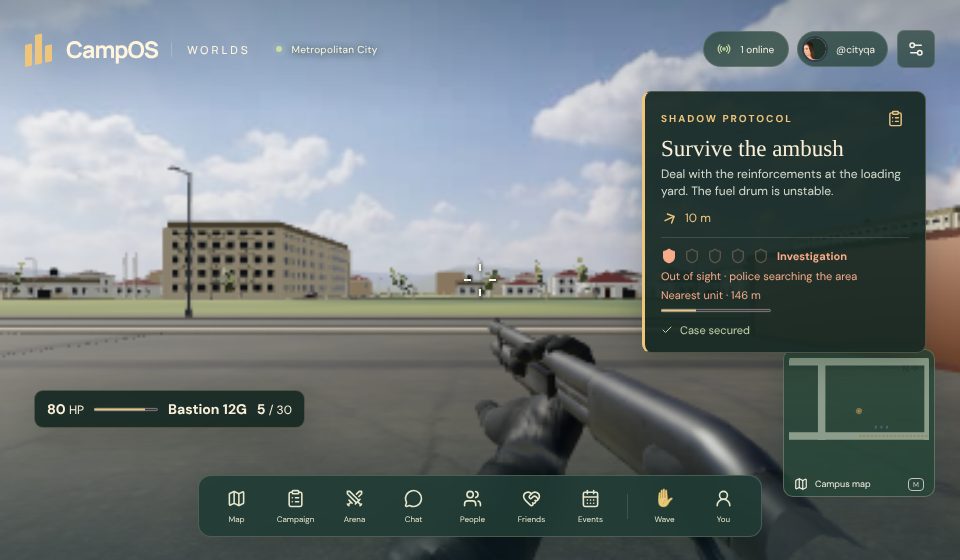 CampOS
WORLDS
Metropolitan City
1 online
@cityqa
SHADOW PROTOCOL
Survive the ambush
Deal with the reinforcements at the loading
yard. The fuel drum is unstable.
10 m
Investigation
Out of sight · police searching the area
Nearest unit · 146 m
Case secured
80 HP
Bastion 12G 5 / 30
Campus map
M
Map
Campaign
Arena
Chat
People
Friends
Events
Wave
You